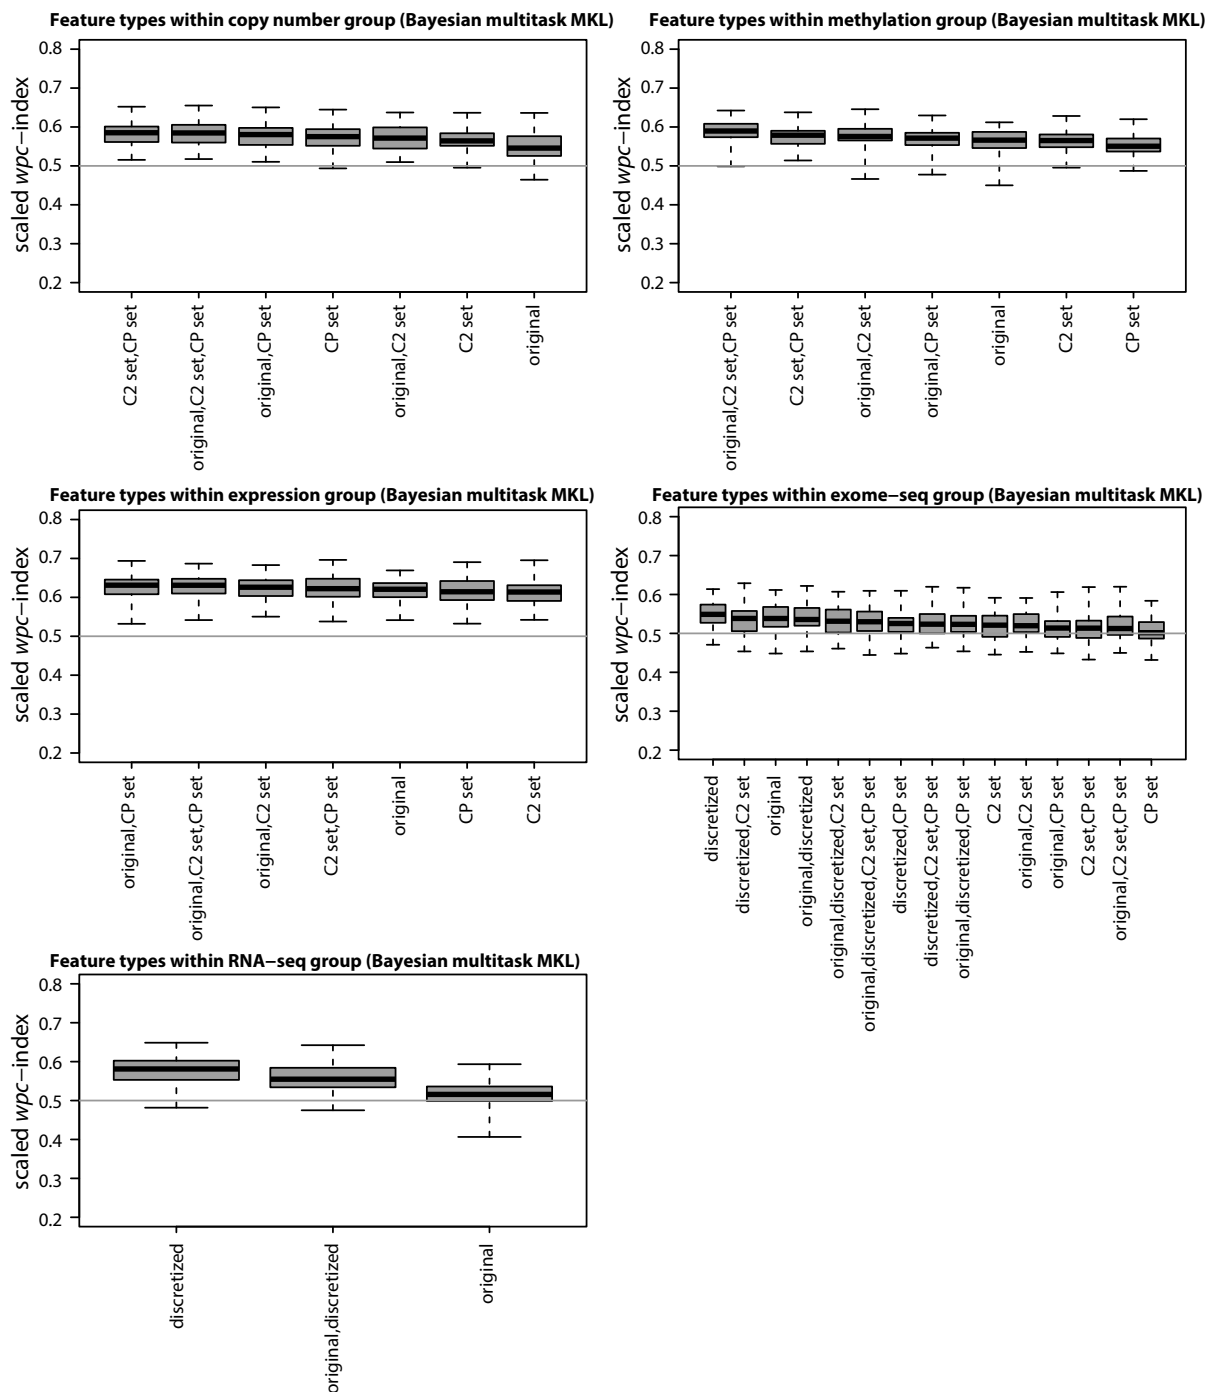 Feature types within copy number group (Bayesian multitask MKL)
scaled wpc−index
0.8
0.7
0.6
0.5
0.4
0.3
0.2
C2 set,CP set
original,C2 set,CP set
original,CP set
CP set
original,C2 set
C2 set
original
Feature types within methylation group (Bayesian multitask MKL)
scaled wpc−index
0.8
0.7
0.6
0.5
0.4
0.3
0.2
original,C2 set,CP set
C2 set,CP set
original,C2 set
original,CP set
original
C2 set
CP set
Feature types within expression group (Bayesian multitask MKL)
scaled wpc−index
0.8
0.7
0.6
0.5
0.4
0.3
0.2
original,CP set
original,C2 set,CP set
original,C2 set
C2 set,CP set
original
CP set
C2 set
Feature types within exome−seq group (Bayesian multitask MKL)
scaled wpc−index
0.8
0.7
0.6
0.5
0.4
0.3
0.2
discretized
discretized,C2 set
original
original,discretized
original,discretized,C2 set
original,discretized,C2 set,CP set
discretized,CP set
discretized,C2 set,CP set
original,discretized,CP set
C2 set
original,C2 set
original,CP set
C2 set,CP set
original,C2 set,CP set
CP set
Feature types within RNA−seq group (Bayesian multitask MKL)
scaled wpc−index
0.8
0.7
0.6
0.5
0.4
0.3
0.2
discretized
original,discretized
original